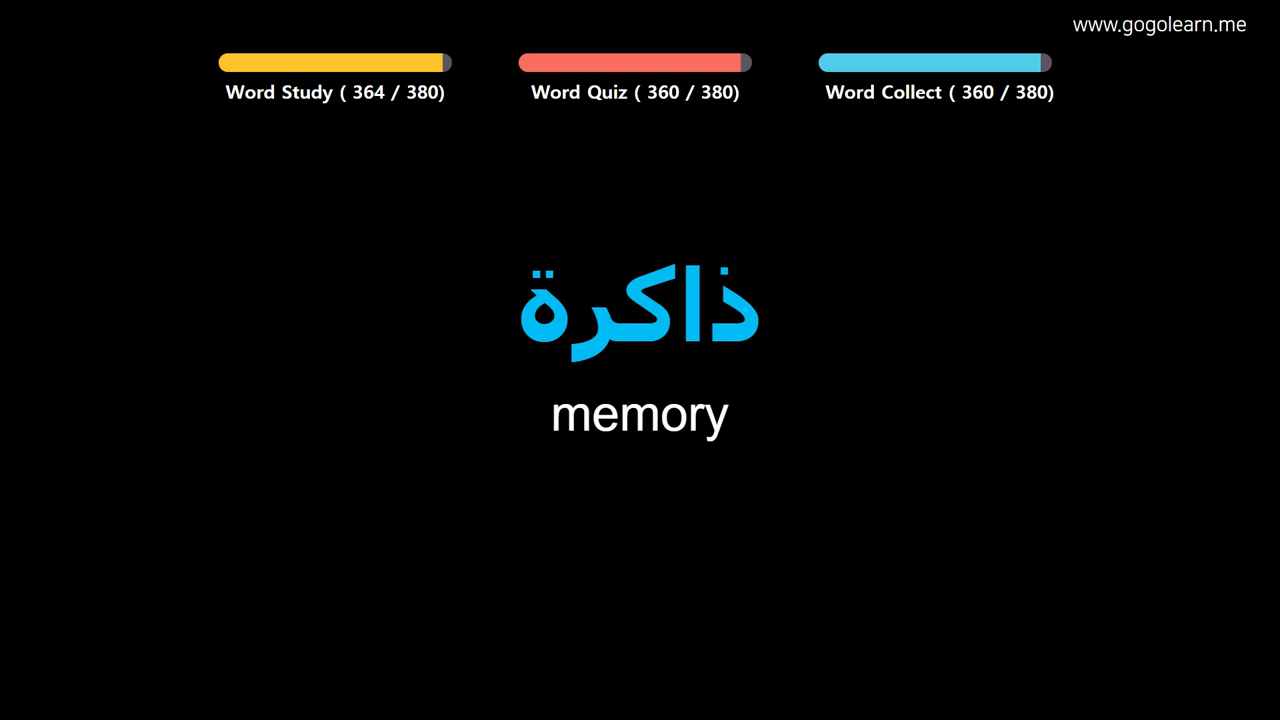 www.gogolearn.me
Word Study ( 364 / 380)
Word Quiz ( 360 / 380)
Word Collect ( 360 / 380)
ذاكرة
memory